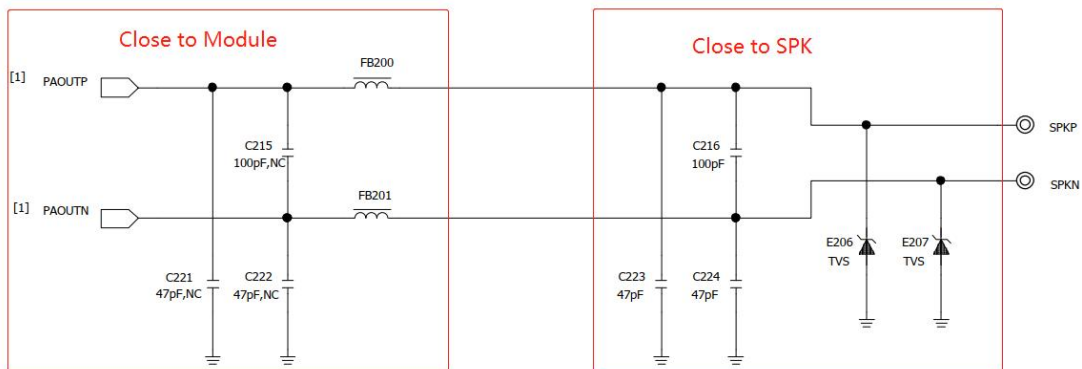 Close to Module
Close to SPK
FB200
[1] PAOUTP
SPKP
C215
100pF,NC
C216
100pF
FB201
[1] PAOUTN
SPKN
E206
TVS
E207
TVS
C221
47pF,NC
C222
47pF,NC
C223
47pF
C224
47pF